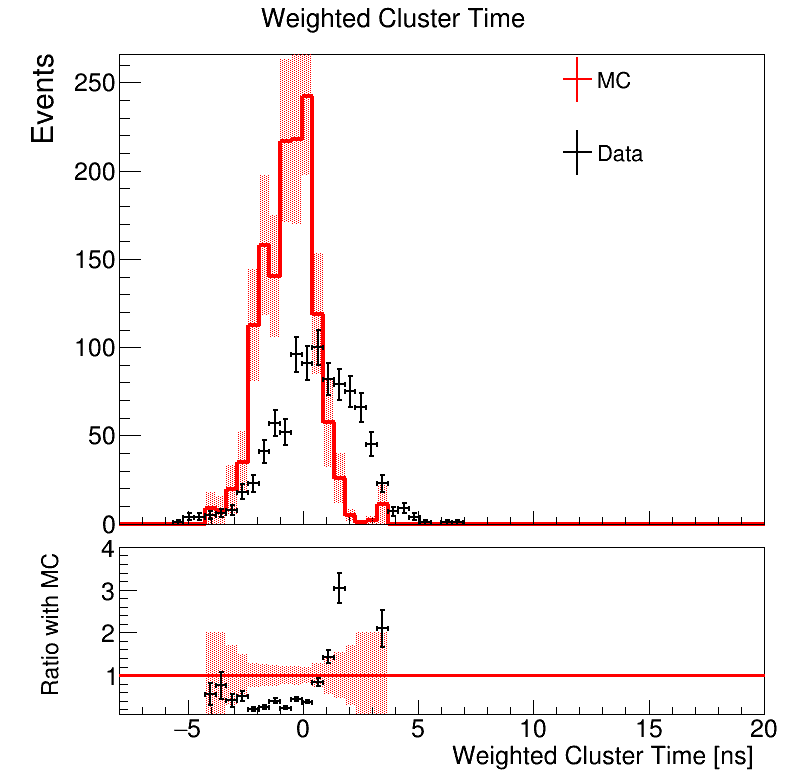 Weighted Cluster Time
Events
250
200
150
100
50
0
MC
Data
Ratio with MC
4
3
2
1
−5 0 5 10 15 20
Weighted Cluster Time [ns]